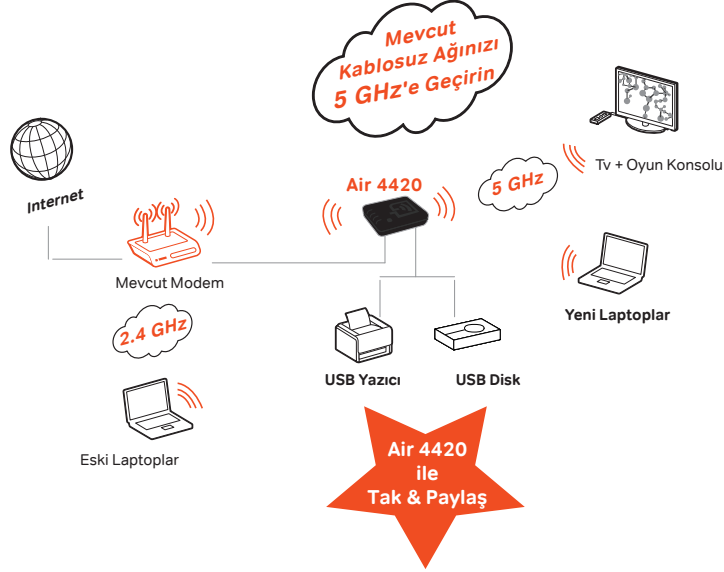 Mevcut
Kablosuz Ağınızı
5 GHz'e Geçirin
Internet
Mevcut Modem
2.4 GHz
Eski Laptoplar
Air 4420
5 GHz
Tv + Oyun Konsolu
Yeni Laptoplar
USB Yazıcı
USB Disk
Air 4420
ile
Tak & Paylaş